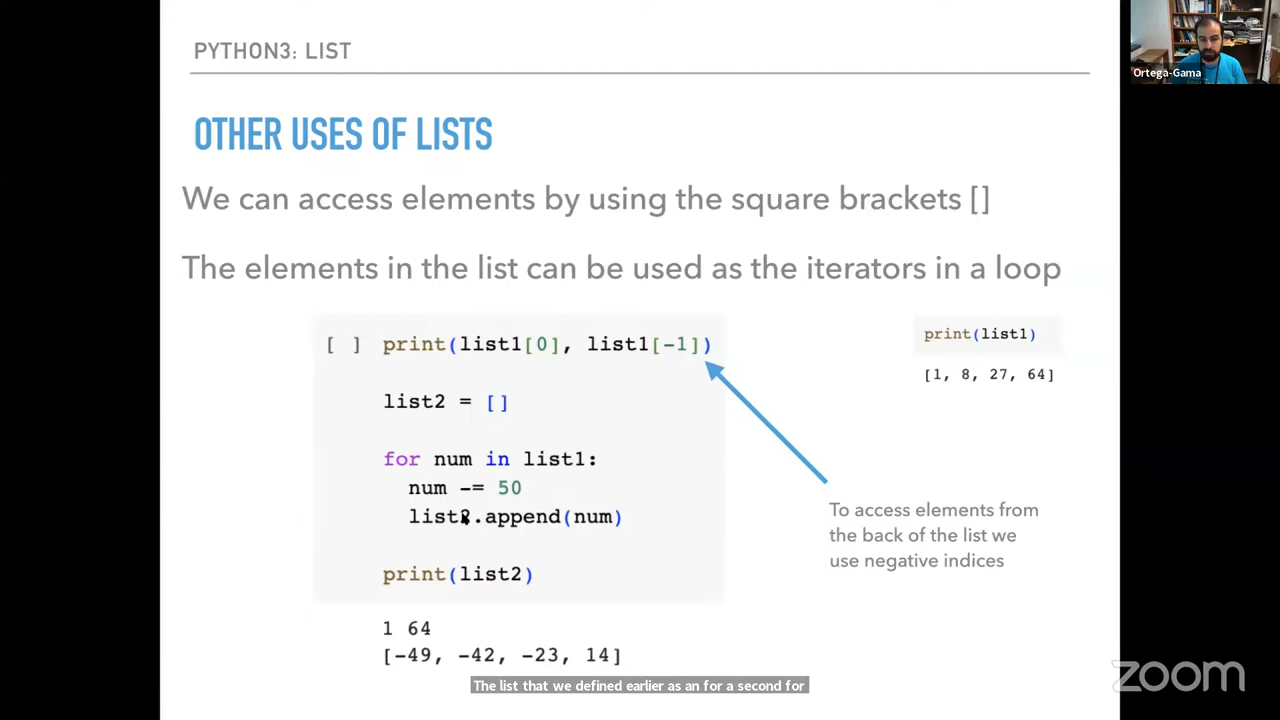 PYTHON3: LIST
Ortega-Gama
OTHER USES OF LISTS
We can access elements by using the square brackets []
The elements in the list can be used as the iterators in a loop
[ ] print(list1[0], list1[-1])
list2 = []
for num in list1:
num -= 50
list2.append(num)
print(list2)
1 64
[-49, -42, -23, 14]
print(list1)
[1, 8, 27, 64]
To access elements from
the back of the list we
use negative indices
The list that we defined earlier as an for a second for
zoom